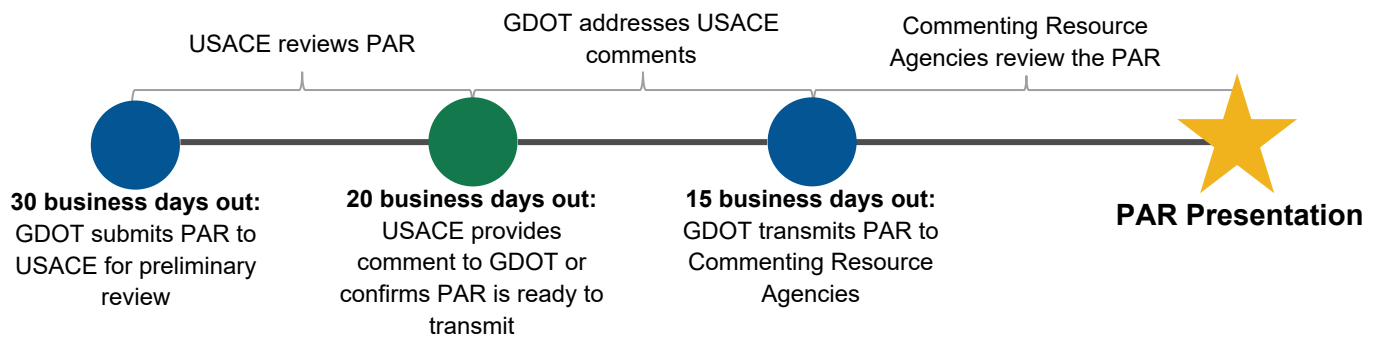 USACE reviews PAR
GDOT addresses USACE
comments
Commenting Resource
Agencies review the PAR
30 business days out:
GDOT submits PAR to
USACE for preliminary
review
20 business days out:
USACE provides
comment to GDOT or
confirms PAR is ready to
transmit
15 business days out:
GDOT transmits PAR to
Commenting Resource
Agencies
PAR Presentation